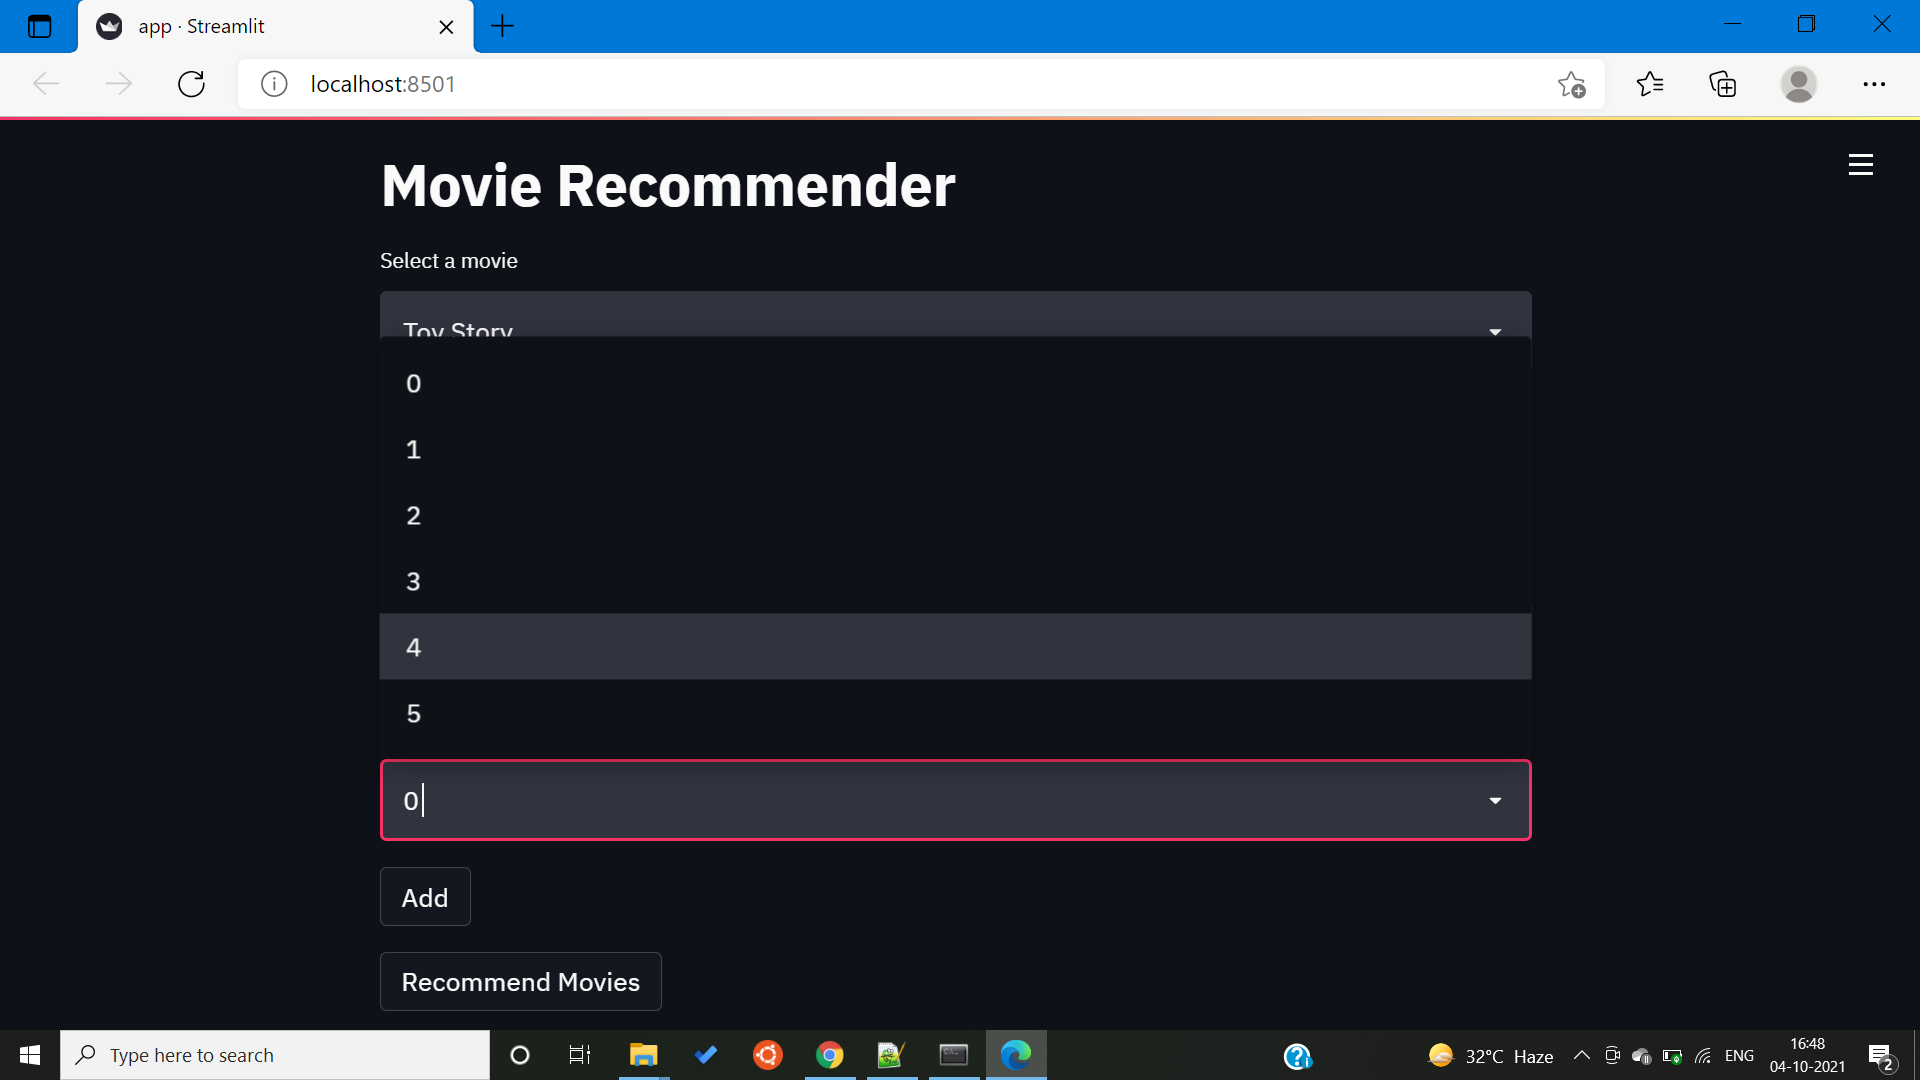 app · Streamlit
localhost:8501
Movie Recommender
Select a movie
Toy Story
0
1
2
3
4
5
0
Add
Recommend Movies
Type here to search
32°C Haze
ENG
16:48
04-10-2021
2